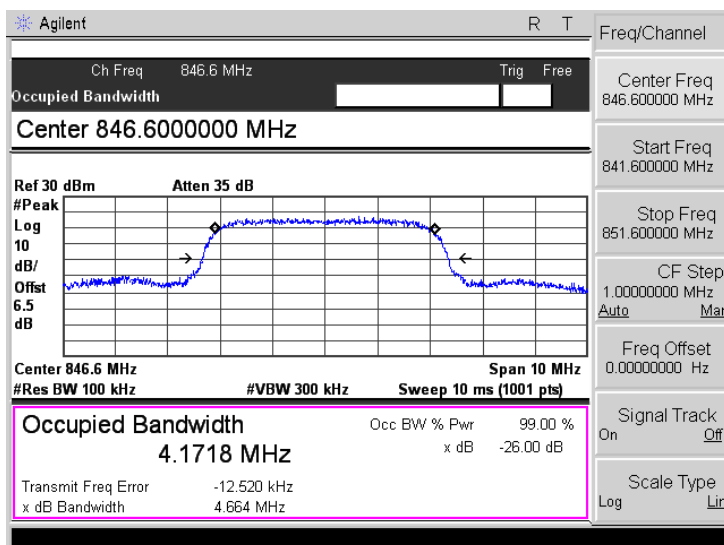 Agilent R T
Ch Freq 846.6 MHz Trig Free
Occupied Bandwidth
Center 846.6000000 MHz
Ref 30 dBm Atten 35 dB
#Peak
Log
10
dB/
Offst
6.5
dB
Center 846.6 MHz Span 10 MHz
#Res BW 100 kHz #VBW 300 kHz Sweep 10 ms (1001 pts)
Occupied Bandwidth Occ BW % Pwr 99.00 %
4.1718 MHz x dB -26.00 dB
Transmit Freq Error -12.520 kHz
x dB Bandwidth 4.664 MHz
Freq/Channel
Center Freq
846.600000 MHz
Start Freq
841.600000 MHz
Stop Freq
851.600000 MHz
CF Step
1.00000000 MHz
Auto Mar
Freq Offset
0.00000000 Hz
Signal Track
On Off
Scale Type
Log Lin